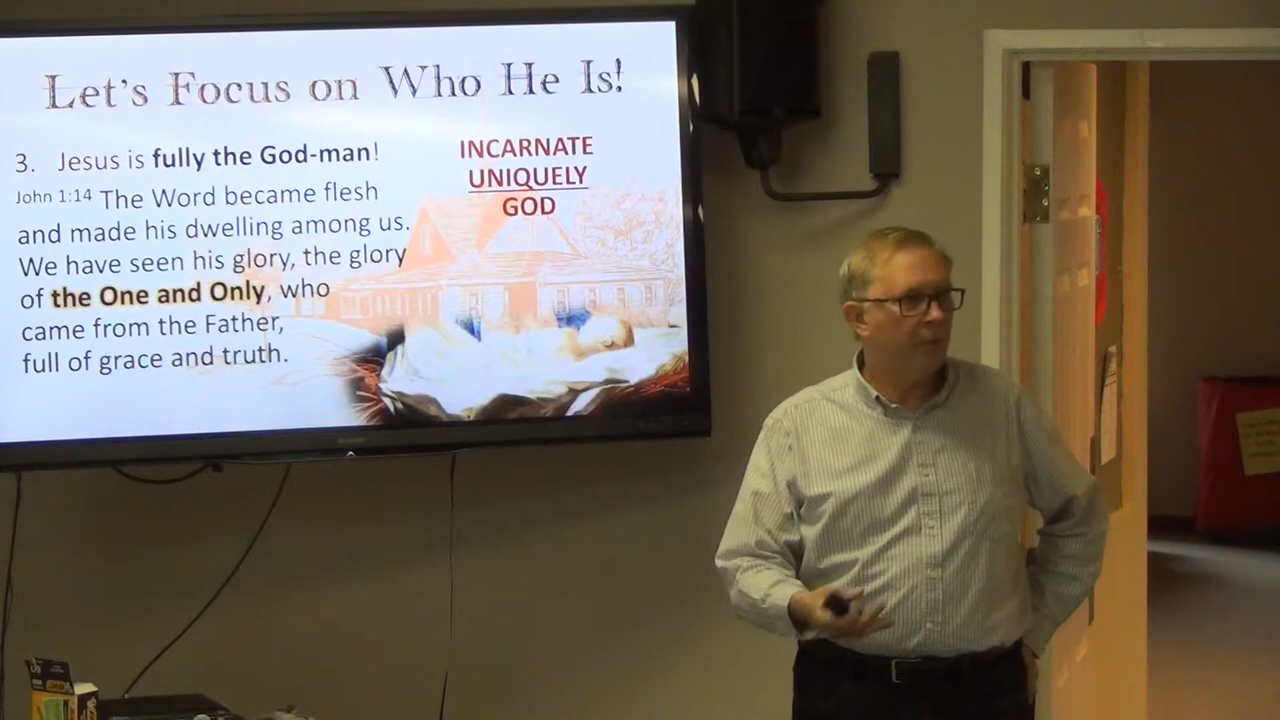 Let's Focus on Who He Is!
3. Jesus is fully the God-man!
John 1:14 The Word became flesh
and made his dwelling among us.
We have seen his glory, the glory
of the One and Only, who
came from the Father,
full of grace and truth.
INCARNATE
UNIQUELY
GOD